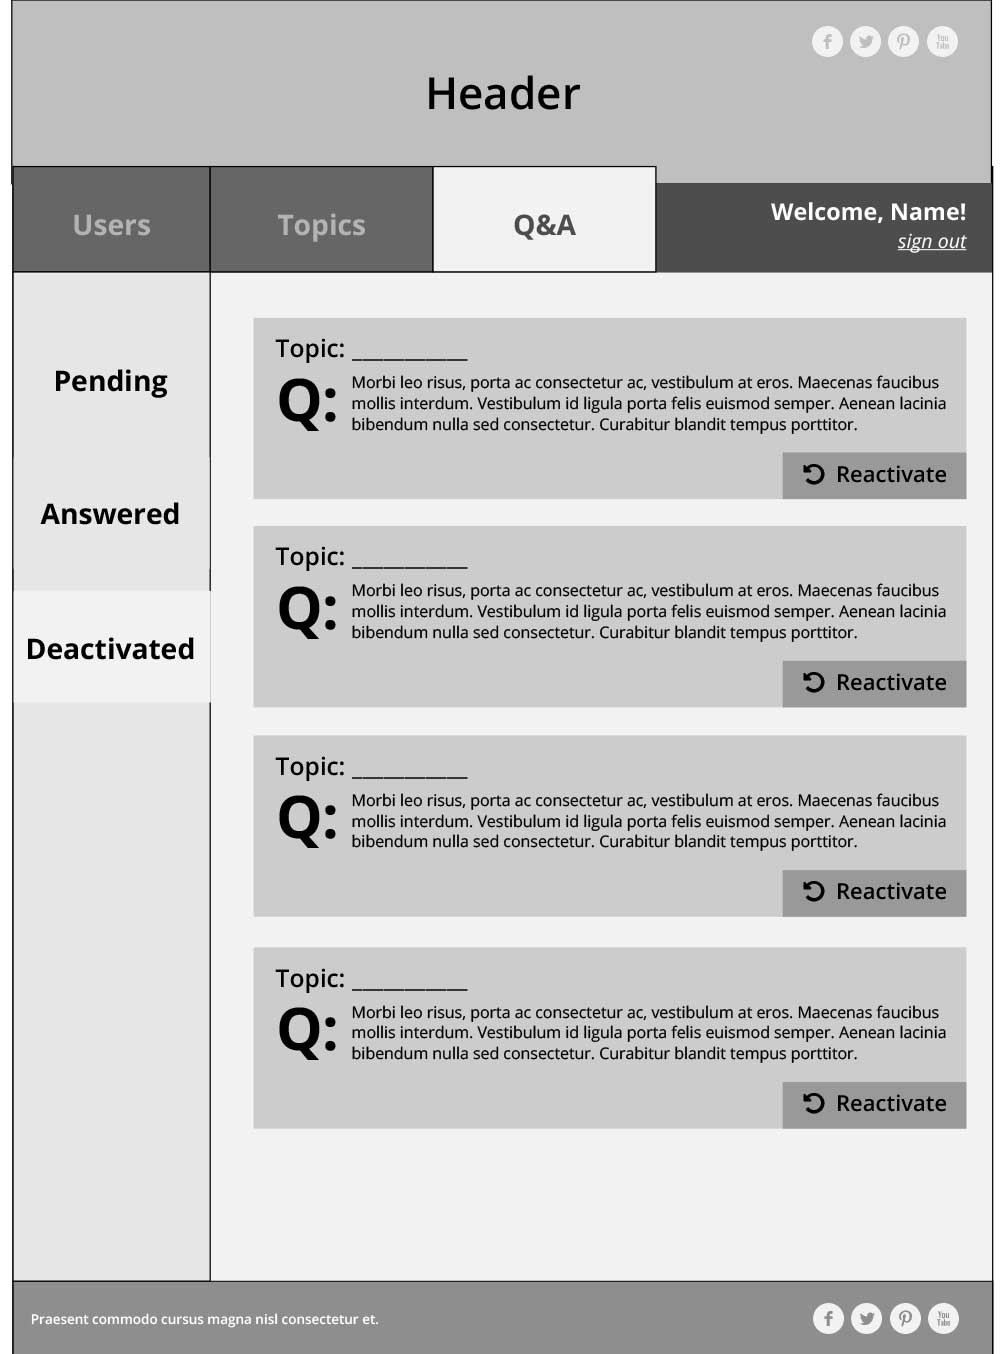 Header
You
Tube
Users
Topics
Q&A
Welcome, Name!
sign out
Pending
Answered
Deactivated
Topic: ___________
Q:
Morbi leo risus, porta ac consectetur ac, vestibulum at eros. Maecenas faucibus
mollis interdum. Vestibulum id ligula porta felis euismod semper. Aenean lacinia
bibendum nulla sed consectetur. Curabitur blandit tempus porttitor.
Reactivate
Topic: ___________
Q:
Morbi leo risus, porta ac consectetur ac, vestibulum at eros. Maecenas faucibus
mollis interdum. Vestibulum id ligula porta felis euismod semper. Aenean lacinia
bibendum nulla sed consectetur. Curabitur blandit tempus porttitor.
Reactivate
Topic: ___________
Q:
Morbi leo risus, porta ac consectetur ac, vestibulum at eros. Maecenas faucibus
mollis interdum. Vestibulum id ligula porta felis euismod semper. Aenean lacinia
bibendum nulla sed consectetur. Curabitur blandit tempus porttitor.
Reactivate
Topic: ___________
Q:
Morbi leo risus, porta ac consectetur ac, vestibulum at eros. Maecenas faucibus
mollis interdum. Vestibulum id ligula porta felis euismod semper. Aenean lacinia
bibendum nulla sed consectetur. Curabitur blandit tempus porttitor.
Reactivate
Praesent commodo cursus magna nisl consectetur et.
You
Tube